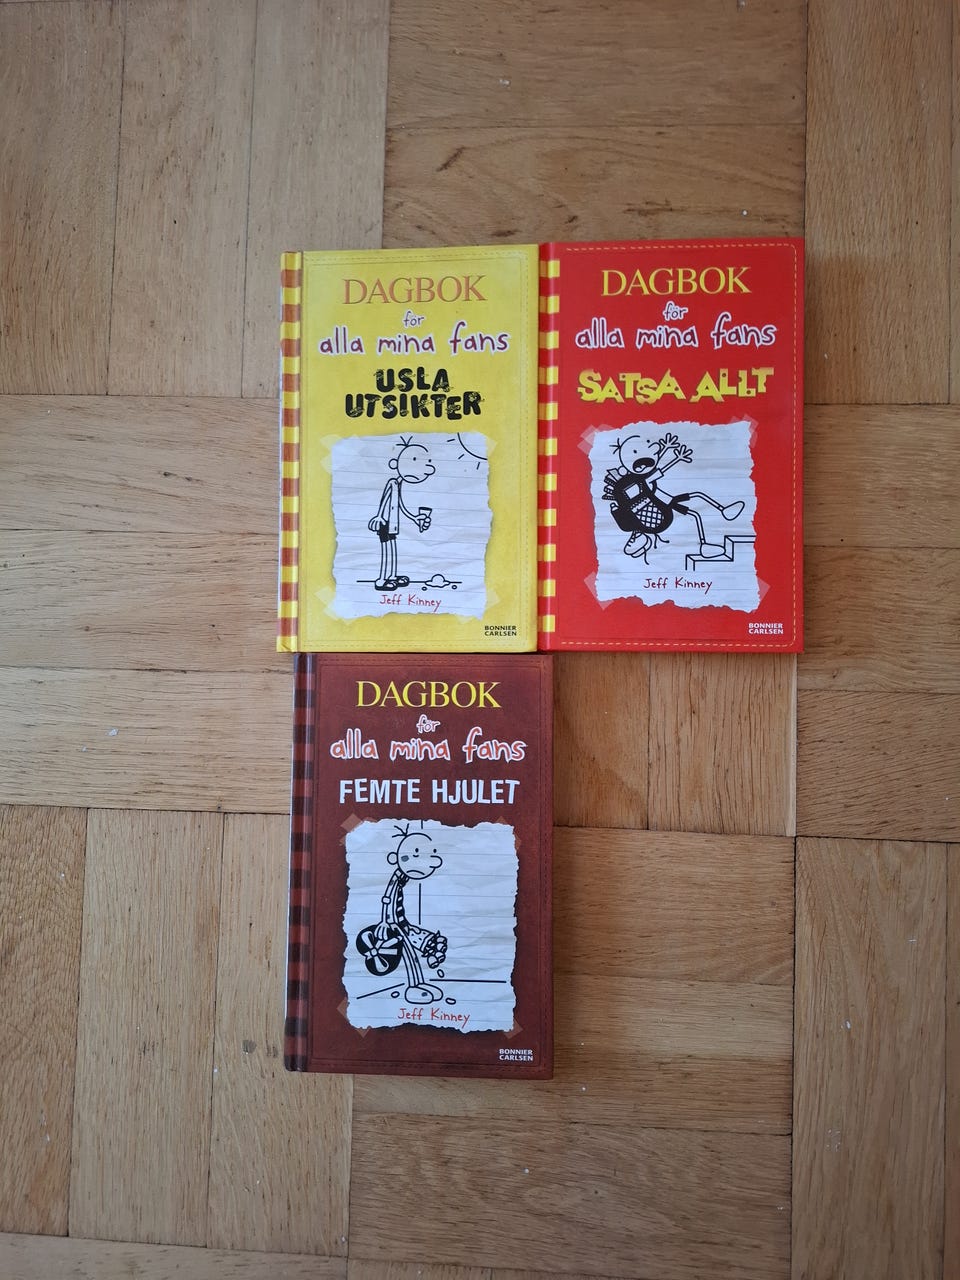 DAGBOK
för
alla mina fans
USLA
UTSIKTER
Jeff Kinney
BONNIER
CARLSEN
DAGBOK
för
alla mina fans
SATSA ALLT
Jeff Kinney
BONNIER
CARLSEN
DAGBOK
för
alla mina fans
FEMTE HJULET
Jeff Kinney
BONNIER
CARLSEN